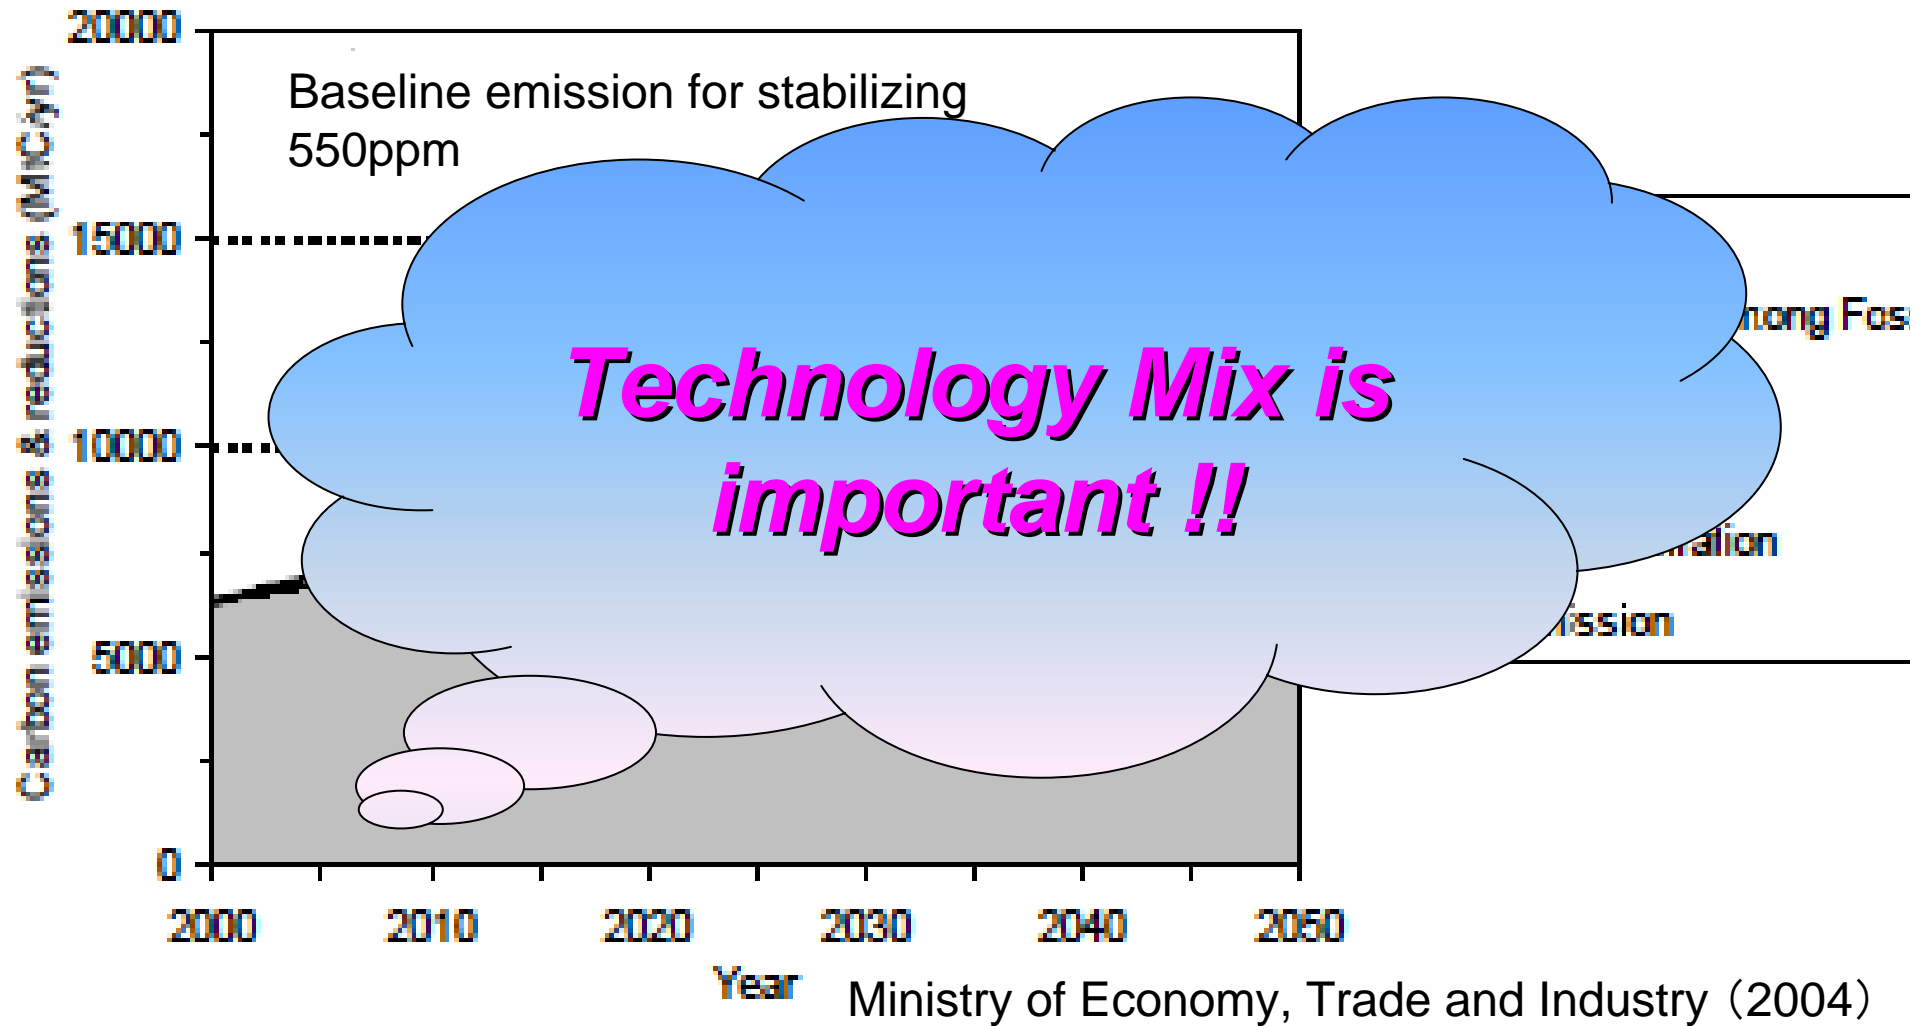 20000
Baseline emission for stabilizing
550ppm
Carbon emissions & reductions (MtC/yr)
15000
Technology Mix is
important !!
10000
5000
0
2000 2010 2020 2030 2040 2050
Year
Ministry of Economy, Trade and Industry（2004）